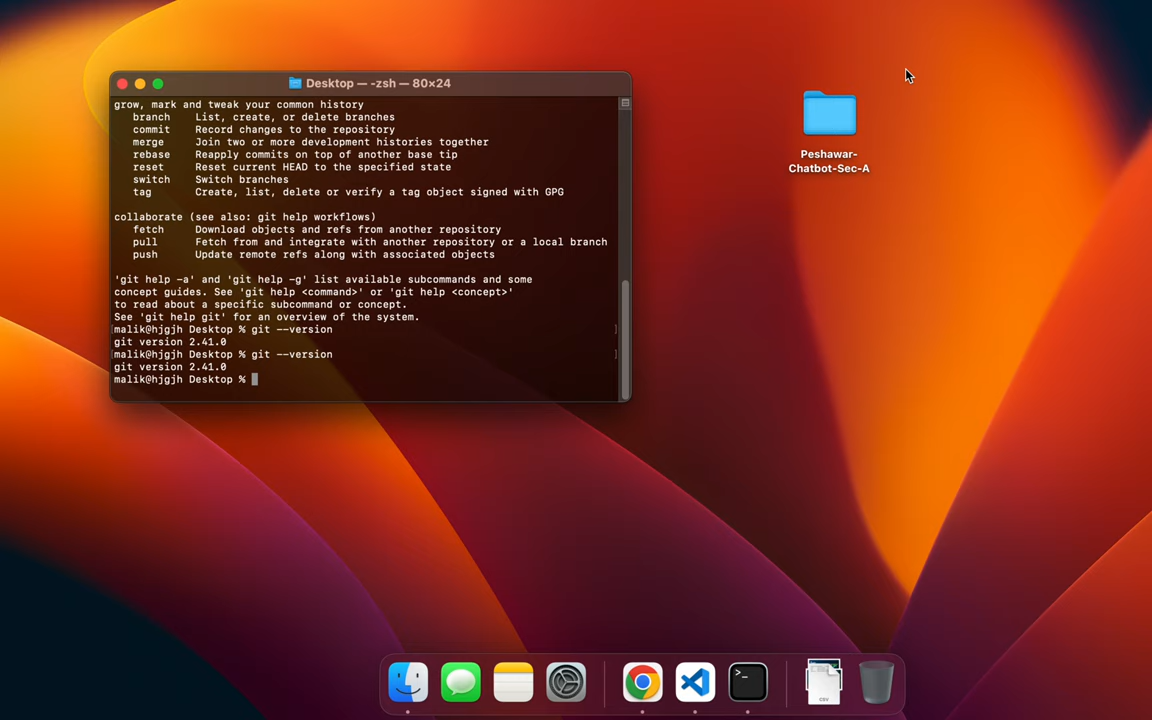 Desktop — -zsh — 80×24
grow, mark and tweak your common history
branch List, create, or delete branches
commit Record changes to the repository
merge Join two or more development histories together
rebase Reapply commits on top of another base tip
reset Reset current HEAD to the specified state
switch Switch branches
tag Create, list, delete or verify a tag object signed with GPG
collaborate (see also: git help workflows)
fetch Download objects and refs from another repository
pull Fetch from and integrate with another repository or a local branch
push Update remote refs along with associated objects
'git help -a' and 'git help -g' list available subcommands and some
concept guides. See 'git help <command>' or 'git help <concept>'
to read about a specific subcommand or concept.
See 'git help git' for an overview of the system.
[malik@hjgjh Desktop % git --version ]
git version 2.41.0
[malik@hjgjh Desktop % git --version ]
git version 2.41.0
malik@hjgjh Desktop %
Peshawar-
Chatbot-Sec-A
>_
CSV